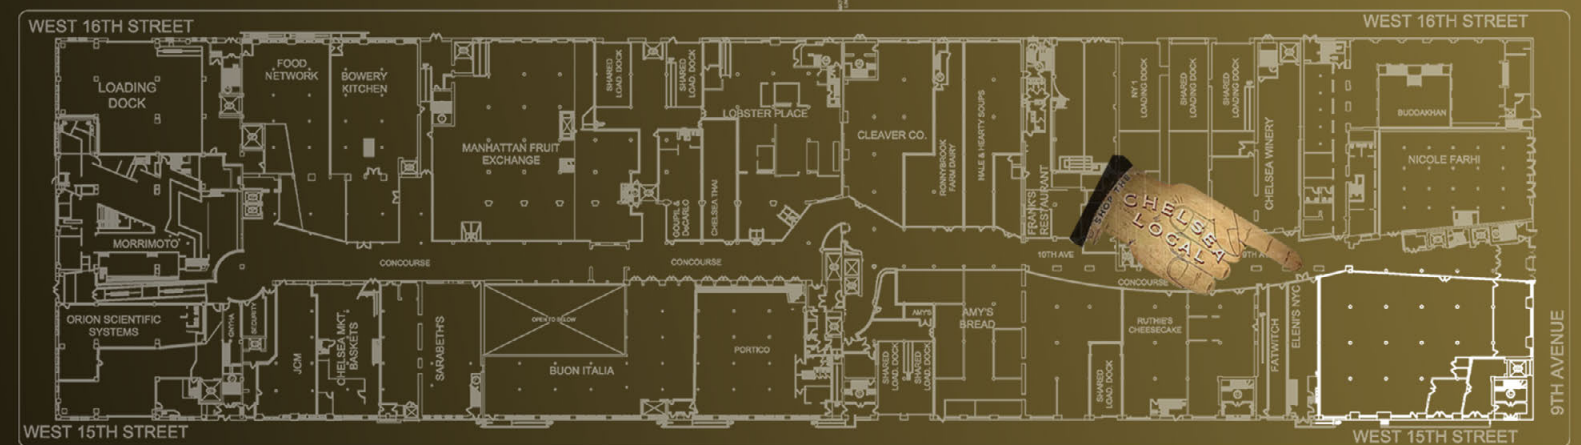 WEST 16TH STREET
WEST 16TH STREET
LOADING
DOCK
FOOD
NETWORK
BOWERY
KITCHEN
MANHATTAN FRUIT
EXCHANGE
SHARED
LOAD. DOCK
SHARED
LOAD. DOCK
LOBSTER PLACE
GOUPIL &
DeCARLO
CHELSEA THAI
CLEAVER CO.
RONNYBROOK
FARM DAIRY
HALE & HEARTY SOUPS
FRANK'S
RESTAURANT
NY 1
LOADING DOCK
SHARED
LOADING DOCK
SHARED
LOADING DOCK
CHELSEA WINERY
BUDDAKHAN
NICOLE FARHI
SHOP THE
CHELSEA
LOCAL
MORRIMOTO
CONCOURSE
CONCOURSE
10TH AVE
9TH A
CONCOURSE
ORION SCIENTIFIC
SYSTEMS
GNYHA
SECURITY
JCM
CHELSEA MKT
BASKETS
SARABETH'S
OPEN TO BELOW
BUON ITALIA
PORTICO
SHARED
LOAD. DOCK
SHARED
LOAD. DOCK
AMY'S
AMY'S
BREAD
SHARED
LOAD. DOCK
RUTHIE'S
CHEESECAKE
FATWITCH
ELENI'S NYC
9TH AVENUE
WEST 15TH STREET
WEST 15TH STREET